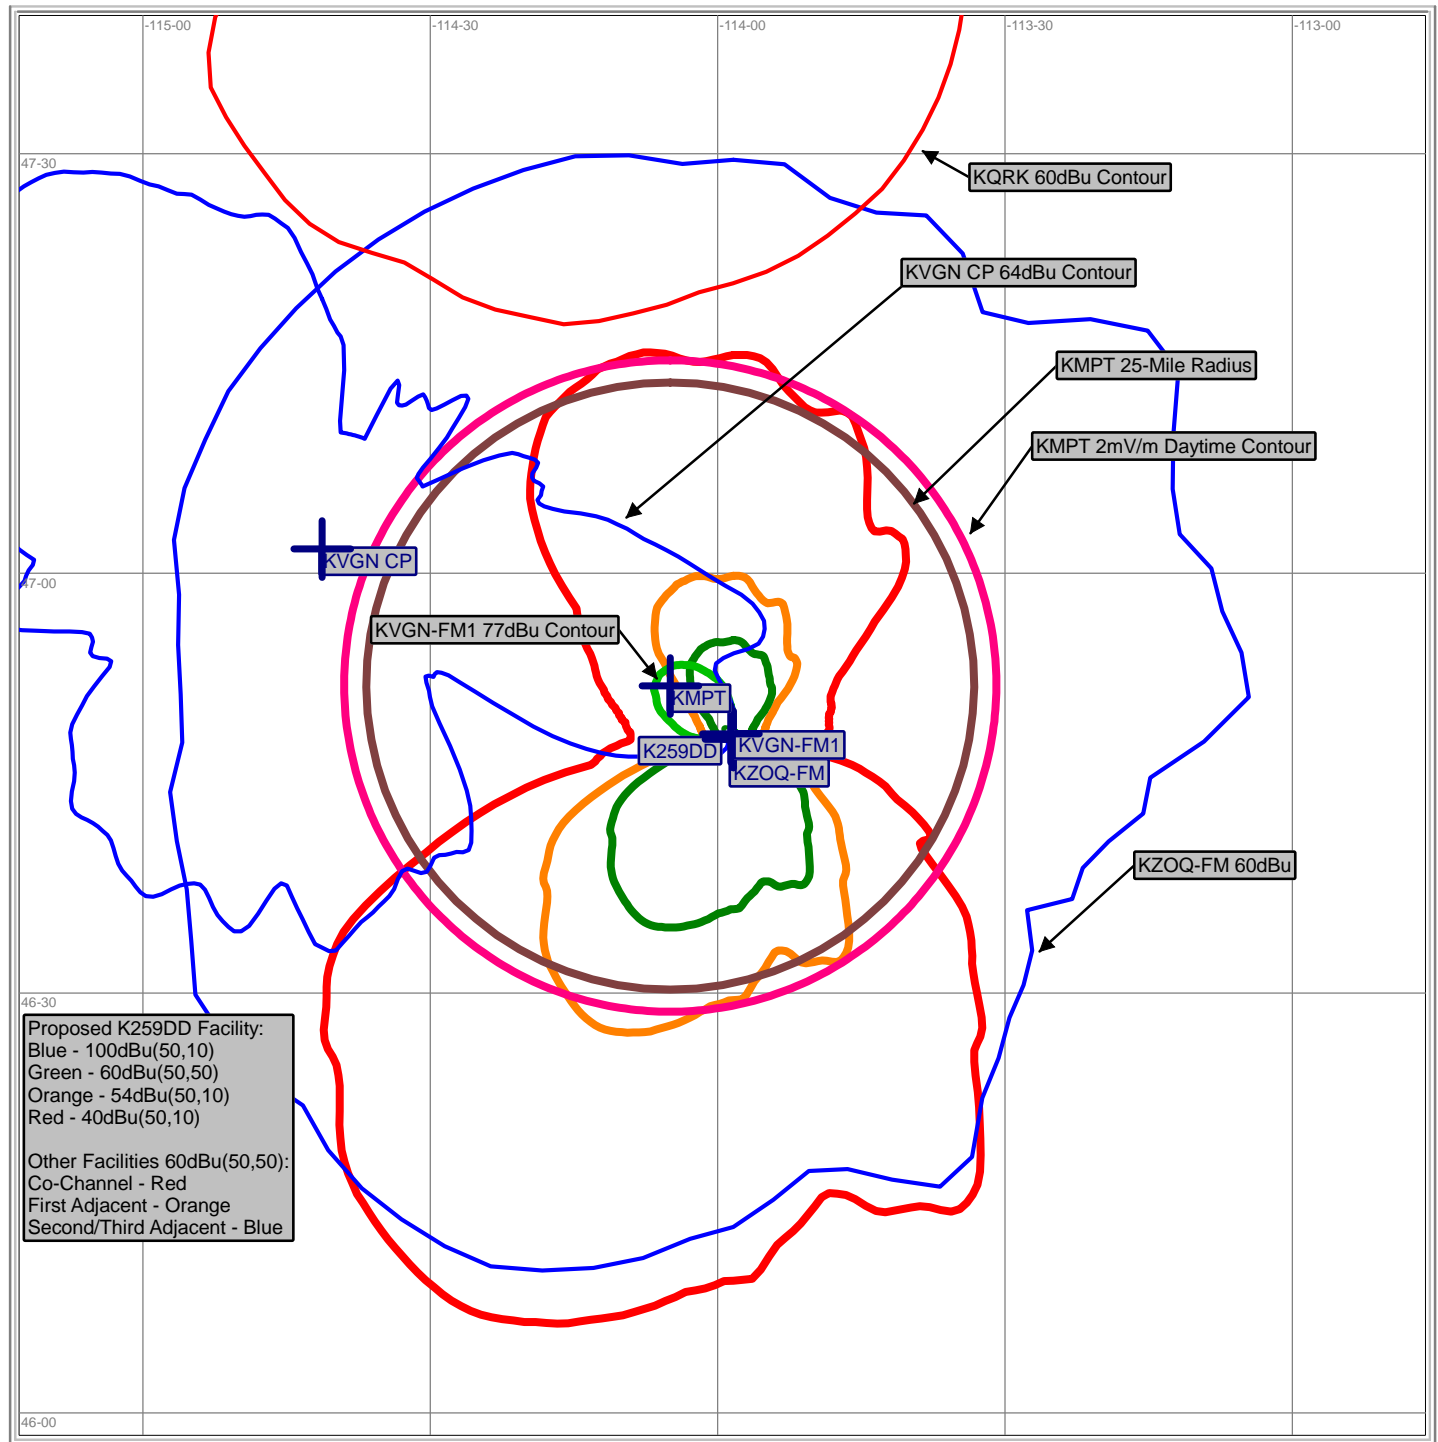 -115-00
-114-30
-114-00
-113-30
-113-00
47-30
KQRK 60dBu Contour
KVGN CP 64dBu Contour
KMPT 25-Mile Radius
KMPT 2mV/m Daytime Contour
KVGN CP
47-00
KVGN-FM1 77dBu Contour
KMPT
K259DD
KVGN-FM1
KZOQ-FM
KZOQ-FM 60dBu
46-30
Proposed K259DD Facility:
Blue - 100dBu(50,10)
Green - 60dBu(50,50)
Orange - 54dBu(50,10)
Red - 40dBu(50,10)
Other Facilities 60dBu(50,50):
Co-Channel - Red
First Adjacent - Orange
Second/Third Adjacent - Blue
46-00